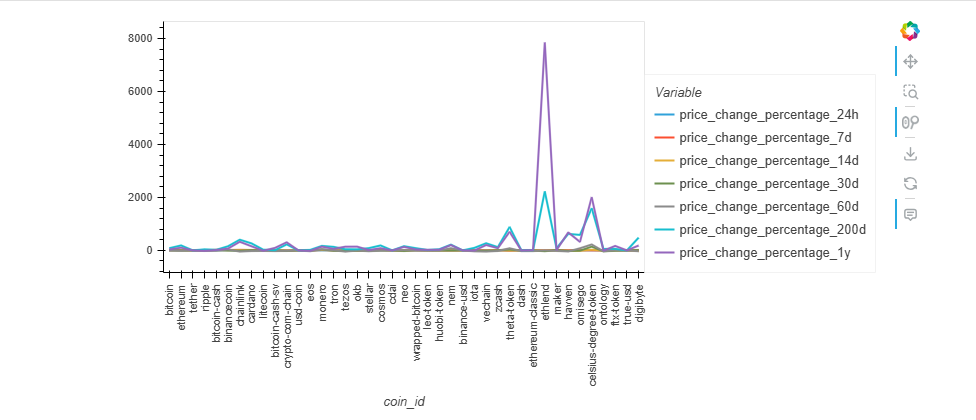 8000
6000
4000
2000
0
Variable
price_change_percentage_24h
price_change_percentage_7d
price_change_percentage_14d
price_change_percentage_30d
price_change_percentage_60d
price_change_percentage_200d
price_change_percentage_1y
bitcoin
ethereum
tether
ripple
bitcoin-cash
binancecoin
chainlink
cardano
litecoin
bitcoin-cash-sv
crypto-com-chain
usd-coin
eos
monero
tron
tezos
okb
stellar
cosmos
cdai
neo
wrapped-bitcoin
leo-token
huobi-token
nem
binance-usd
iota
vechain
zcash
theta-token
dash
ethereum-classic
ethlend
maker
havven
omisego
celsius-degree-token
ontology
ftx-token
true-usd
digibyte
coin_id